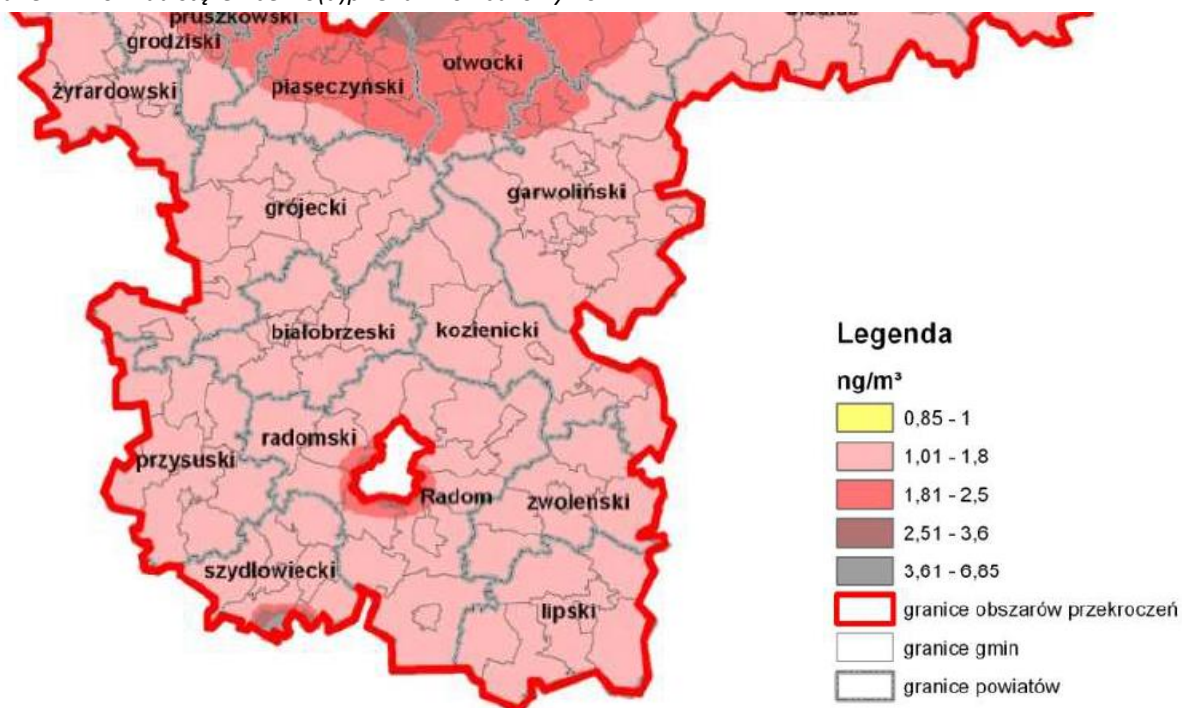 pruszkowski
grodziski
otwocki
żyrardowski
piaseczyński
garwoliński
grójecki
białobrzeski
kozienicki
radomski
przysuski
Radom
zwoleński
szydłowiecki
lipski
Legenda
ng/m³
0,85 - 1
1,01 - 1,8
1,81 - 2,5
2,51 - 3,6
3,61 - 6,85
granice obszarów przekroczeń
granice gmin
granice powiatów